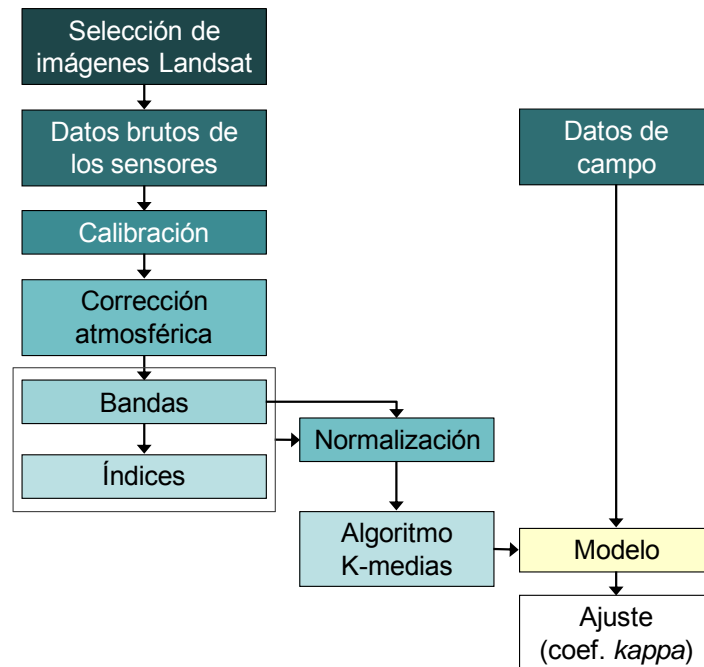 Selección de
imágenes Landsat
Datos brutos de
los sensores
Datos de
campo
Calibración
Corrección
atmosférica
Bandas
Normalización
Índices
Algoritmo
K-medias
Modelo
Ajuste
(coef. kappa)